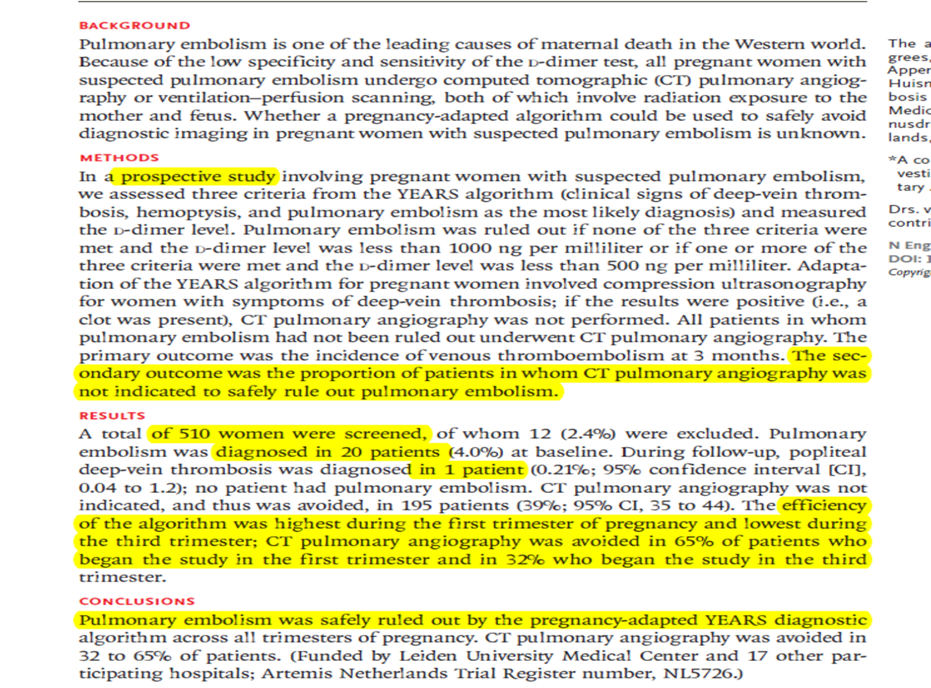 BACKGROUND
Pulmonary embolism is one of the leading causes of maternal death in the Western world.
Because of the low specificity and sensitivity of the D-dimer test, all pregnant women with
suspected pulmonary embolism undergo computed tomographic (CT) pulmonary angiog-
raphy or ventilation–perfusion scanning, both of which involve radiation exposure to the
mother and fetus. Whether a pregnancy-adapted algorithm could be used to safely avoid
diagnostic imaging in pregnant women with suspected pulmonary embolism is unknown.
METHODS
In a prospective study involving pregnant women with suspected pulmonary embolism,
we assessed three criteria from the YEARS algorithm (clinical signs of deep-vein throm-
bosis, hemoptysis, and pulmonary embolism as the most likely diagnosis) and measured
the D-dimer level. Pulmonary embolism was ruled out if none of the three criteria were
met and the D-dimer level was less than 1000 ng per milliliter or if one or more of the
three criteria were met and the D-dimer level was less than 500 ng per milliliter. Adapta-
tion of the YEARS algorithm for pregnant women involved compression ultrasonography
for women with symptoms of deep-vein thrombosis; if the results were positive (i.e., a
clot was present), CT pulmonary angiography was not performed. All patients in whom
pulmonary embolism had not been ruled out underwent CT pulmonary angiography. The
primary outcome was the incidence of venous thromboembolism at 3 months. The sec-
ondary outcome was the proportion of patients in whom CT pulmonary angiography was
not indicated to safely rule out pulmonary embolism.
RESULTS
A total of 510 women were screened, of whom 12 (2.4%) were excluded. Pulmonary
embolism was diagnosed in 20 patients (4.0%) at baseline. During follow-up, popliteal
deep-vein thrombosis was diagnosed in 1 patient (0.21%; 95% confidence interval [CI],
0.04 to 1.2); no patient had pulmonary embolism. CT pulmonary angiography was not
indicated, and thus was avoided, in 195 patients (39%; 95% CI, 35 to 44). The efficiency
of the algorithm was highest during the first trimester of pregnancy and lowest during
the third trimester; CT pulmonary angiography was avoided in 65% of patients who
began the study in the first trimester and in 32% who began the study in the third
trimester.
CONCLUSIONS
Pulmonary embolism was safely ruled out by the pregnancy-adapted YEARS diagnostic
algorithm across all trimesters of pregnancy. CT pulmonary angiography was avoided in
32 to 65% of patients. (Funded by Leiden University Medical Center and 17 other par-
ticipating hospitals; Artemis Netherlands Trial Register number, NL5726.)
The a
grees,
Appen
Huisn
bosis
Medic
nusdr
lands,
*A co
vesti
tary
Drs. v
contri
N Eng
DOI: 1
Copyrig